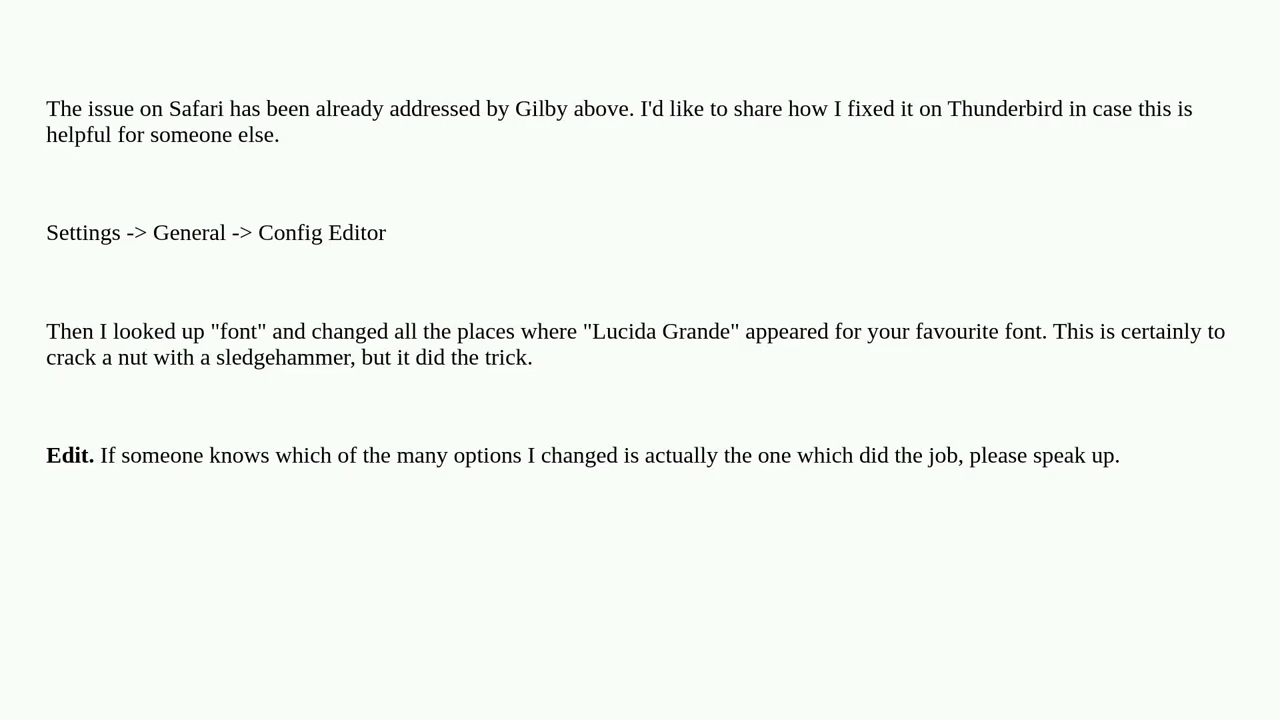 The issue on Safari has been already addressed by Gilby above. I'd like to share how I fixed it on Thunderbird in case this is
helpful for someone else.
Settings -> General -> Config Editor
Then I looked up "font" and changed all the places where "Lucida Grande" appeared for your favourite font. This is certainly to
crack a nut with a sledgehammer, but it did the trick.
Edit. If someone knows which of the many options I changed is actually the one which did the job, please speak up.